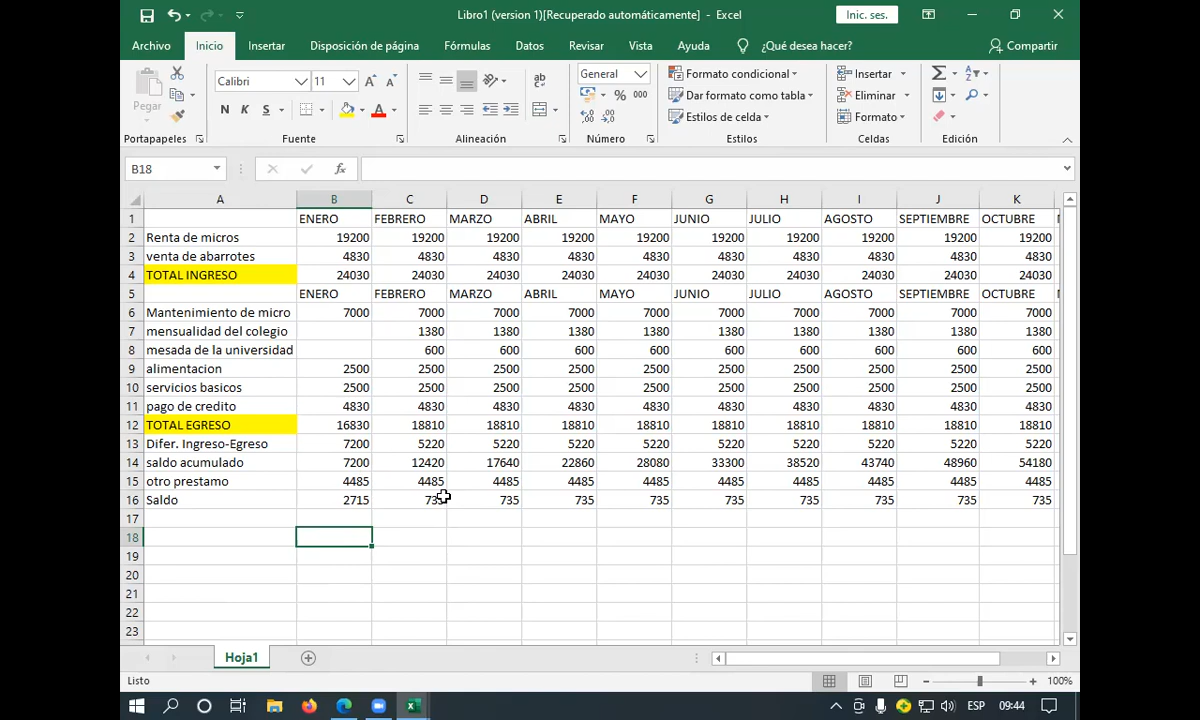 Libro1 (version 1)[Recuperado automáticamente] - Excel
Inic. ses.
Archivo Inicio Insertar Disposición de página Fórmulas Datos Revisar Vista Ayuda ¿Qué desea hacer? Compartir
Calibri 11 General Formato condicional Insertar
Pegar N K S % 000 Dar formato como tabla Eliminar
Estilos de celda Formato
Portapapeles Fuente Alineación Número Estilos Celdas Edición
B18 fx
A B C D E F G H I J K
1 ENERO FEBRERO MARZO ABRIL MAYO JUNIO JULIO AGOSTO SEPTIEMBRE OCTUBRE
2 Renta de micros 19200 19200 19200 19200 19200 19200 19200 19200 19200 19200
3 venta de abarrotes 4830 4830 4830 4830 4830 4830 4830 4830 4830 4830
4 TOTAL INGRESO 24030 24030 24030 24030 24030 24030 24030 24030 24030 24030
5 ENERO FEBRERO MARZO ABRIL MAYO JUNIO JULIO AGOSTO SEPTIEMBRE OCTUBRE
6 Mantenimiento de micro 7000 7000 7000 7000 7000 7000 7000 7000 7000 7000
7 mensualidad del colegio 1380 1380 1380 1380 1380 1380 1380 1380 1380
8 mesada de la universidad 600 600 600 600 600 600 600 600 600
9 alimentacion 2500 2500 2500 2500 2500 2500 2500 2500 2500 2500
10 servicios basicos 2500 2500 2500 2500 2500 2500 2500 2500 2500 2500
11 pago de credito 4830 4830 4830 4830 4830 4830 4830 4830 4830 4830
12 TOTAL EGRESO 16830 18810 18810 18810 18810 18810 18810 18810 18810 18810
13 Difer. Ingreso-Egreso 7200 5220 5220 5220 5220 5220 5220 5220 5220 5220
14 saldo acumulado 7200 12420 17640 22860 28080 33300 38520 43740 48960 54180
15 otro prestamo 4485 4485 4485 4485 4485 4485 4485 4485 4485 4485
16 Saldo 2715 735 735 735 735 735 735 735 735 735
17
18
19
20
21
22
23
Hoja1
Listo 100%
ESP 09:44